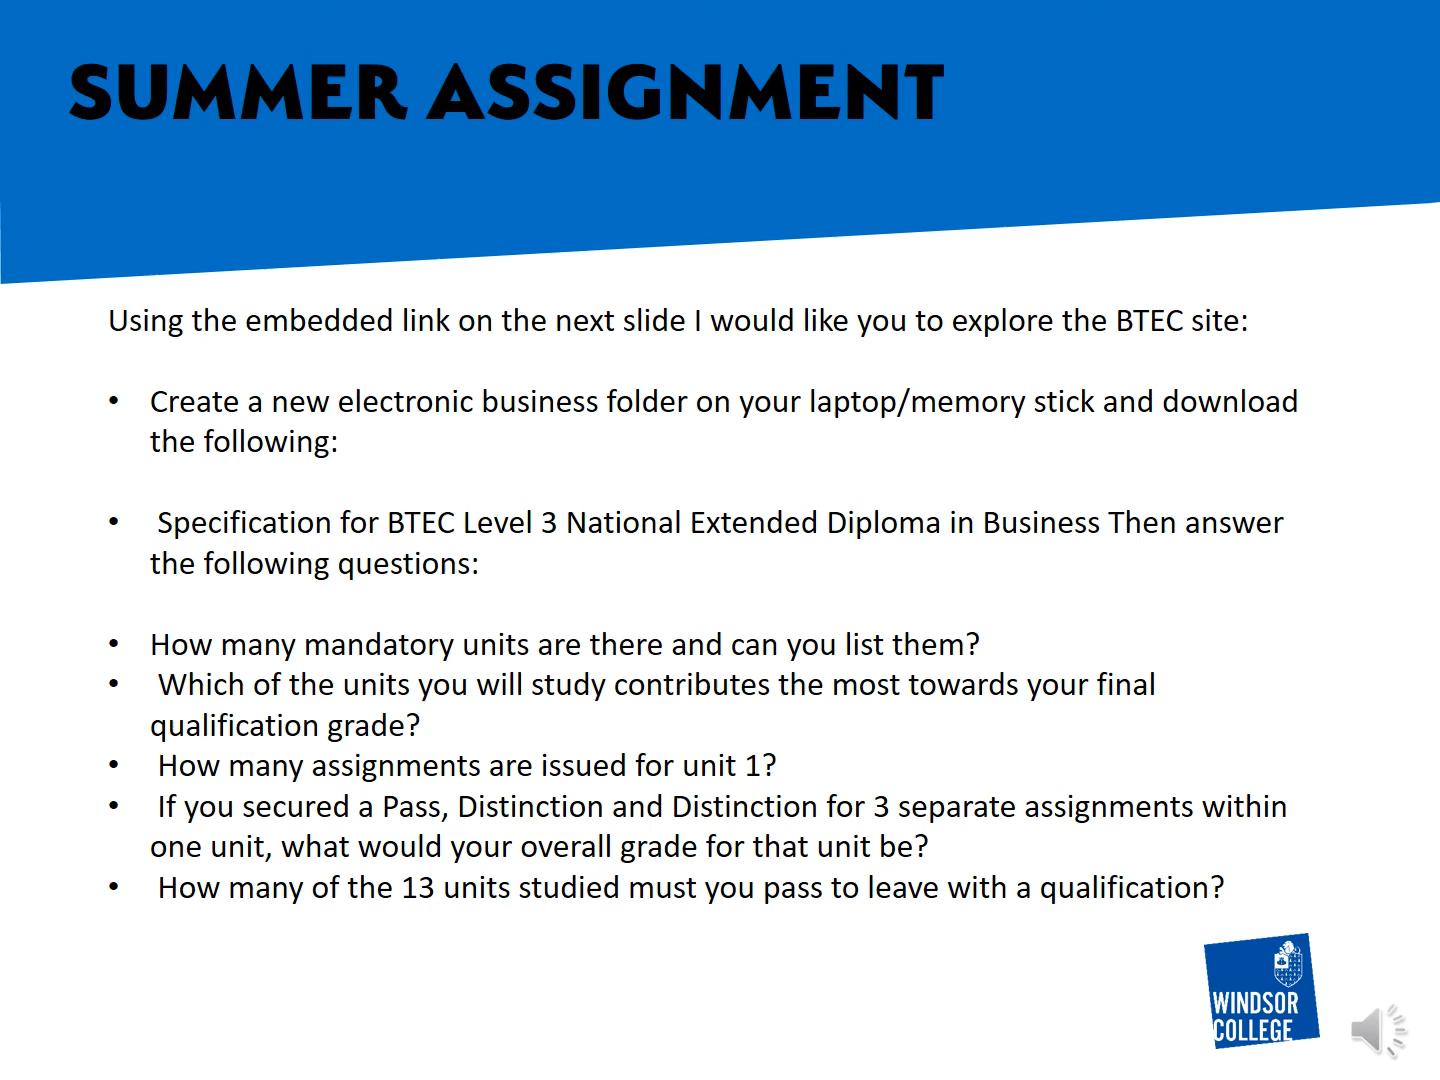 SUMMER ASSIGNMENT
Using the embedded link on the next slide I would like you to explore the BTEC site:
• Create a new electronic business folder on your laptop/memory stick and download
the following:
• Specification for BTEC Level 3 National Extended Diploma in Business Then answer
the following questions:
• How many mandatory units are there and can you list them?
• Which of the units you will study contributes the most towards your final
qualification grade?
• How many assignments are issued for unit 1?
• If you secured a Pass, Distinction and Distinction for 3 separate assignments within
one unit, what would your overall grade for that unit be?
• How many of the 13 units studied must you pass to leave with a qualification?
WINDSOR
COLLEGE